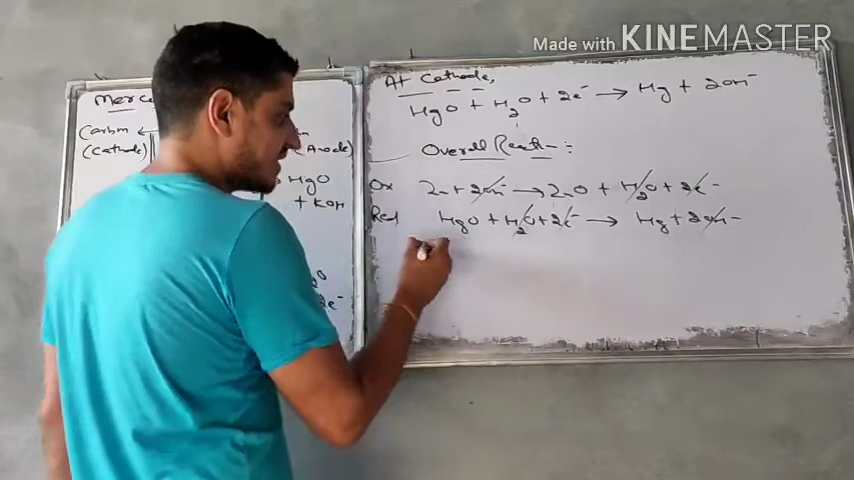 Made with KINEMASTER
At Cathode,
HgO + H2O + 2e- → Hg + 2OH-
Overall Reactn :
Ox Zn + 2OH- → ZnO + H2O + 2e-
Red HgO + H2O + 2e- → Hg + 2OH-
Carbon
(Cathode)
(Anode)
HgO
+ KOH
2e-